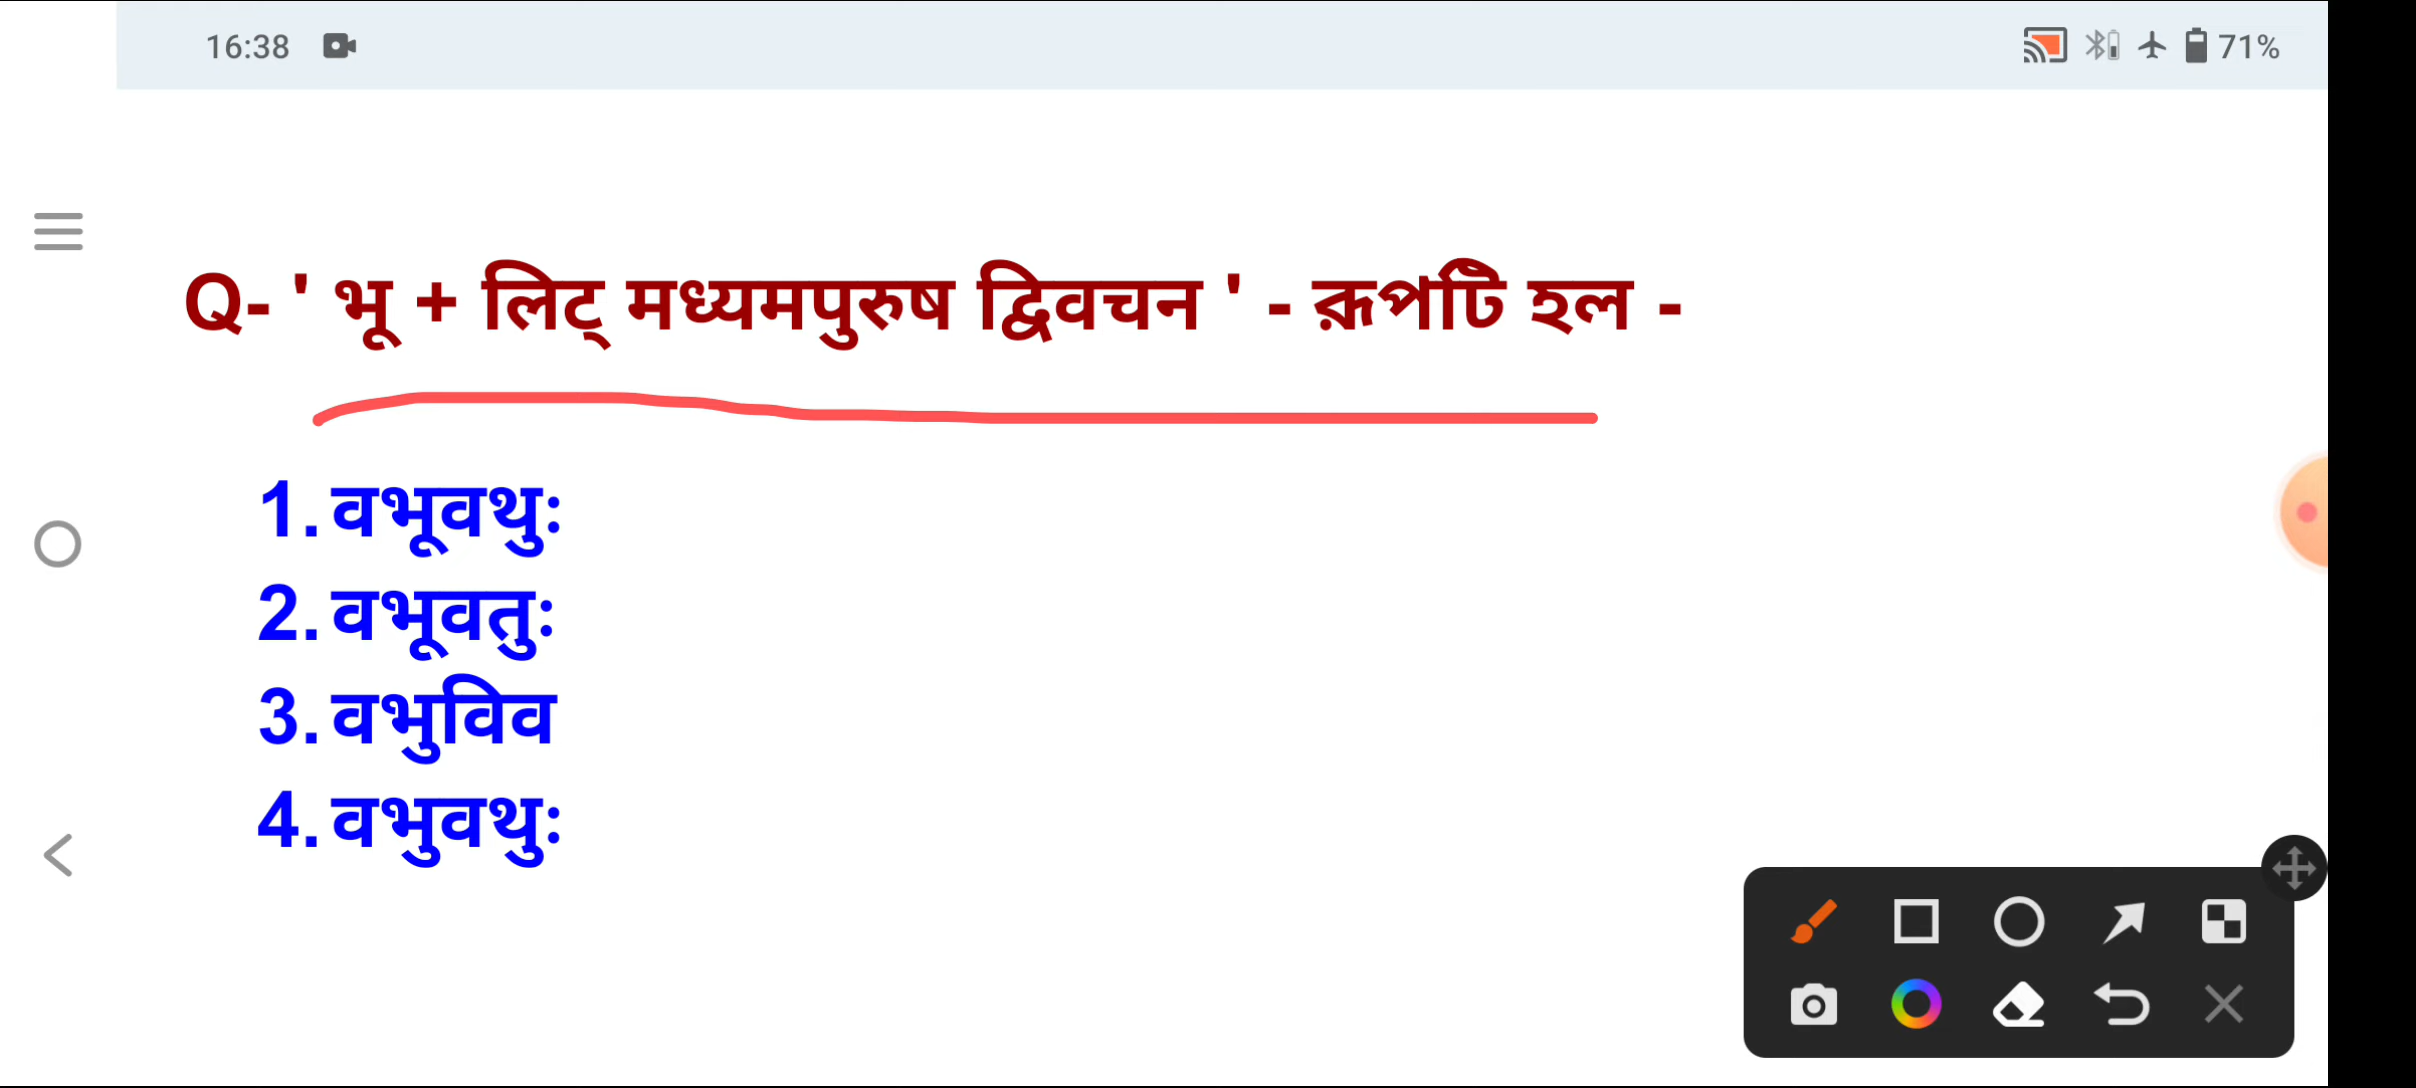 16:38 71%
Q- ' भू + लिट् मध्यमपुरुष द्विवचन ' - রূপটি হল -
1. वभूवथुः
2. वभूवतुः
3. वभुविव
4. वभुवथुः